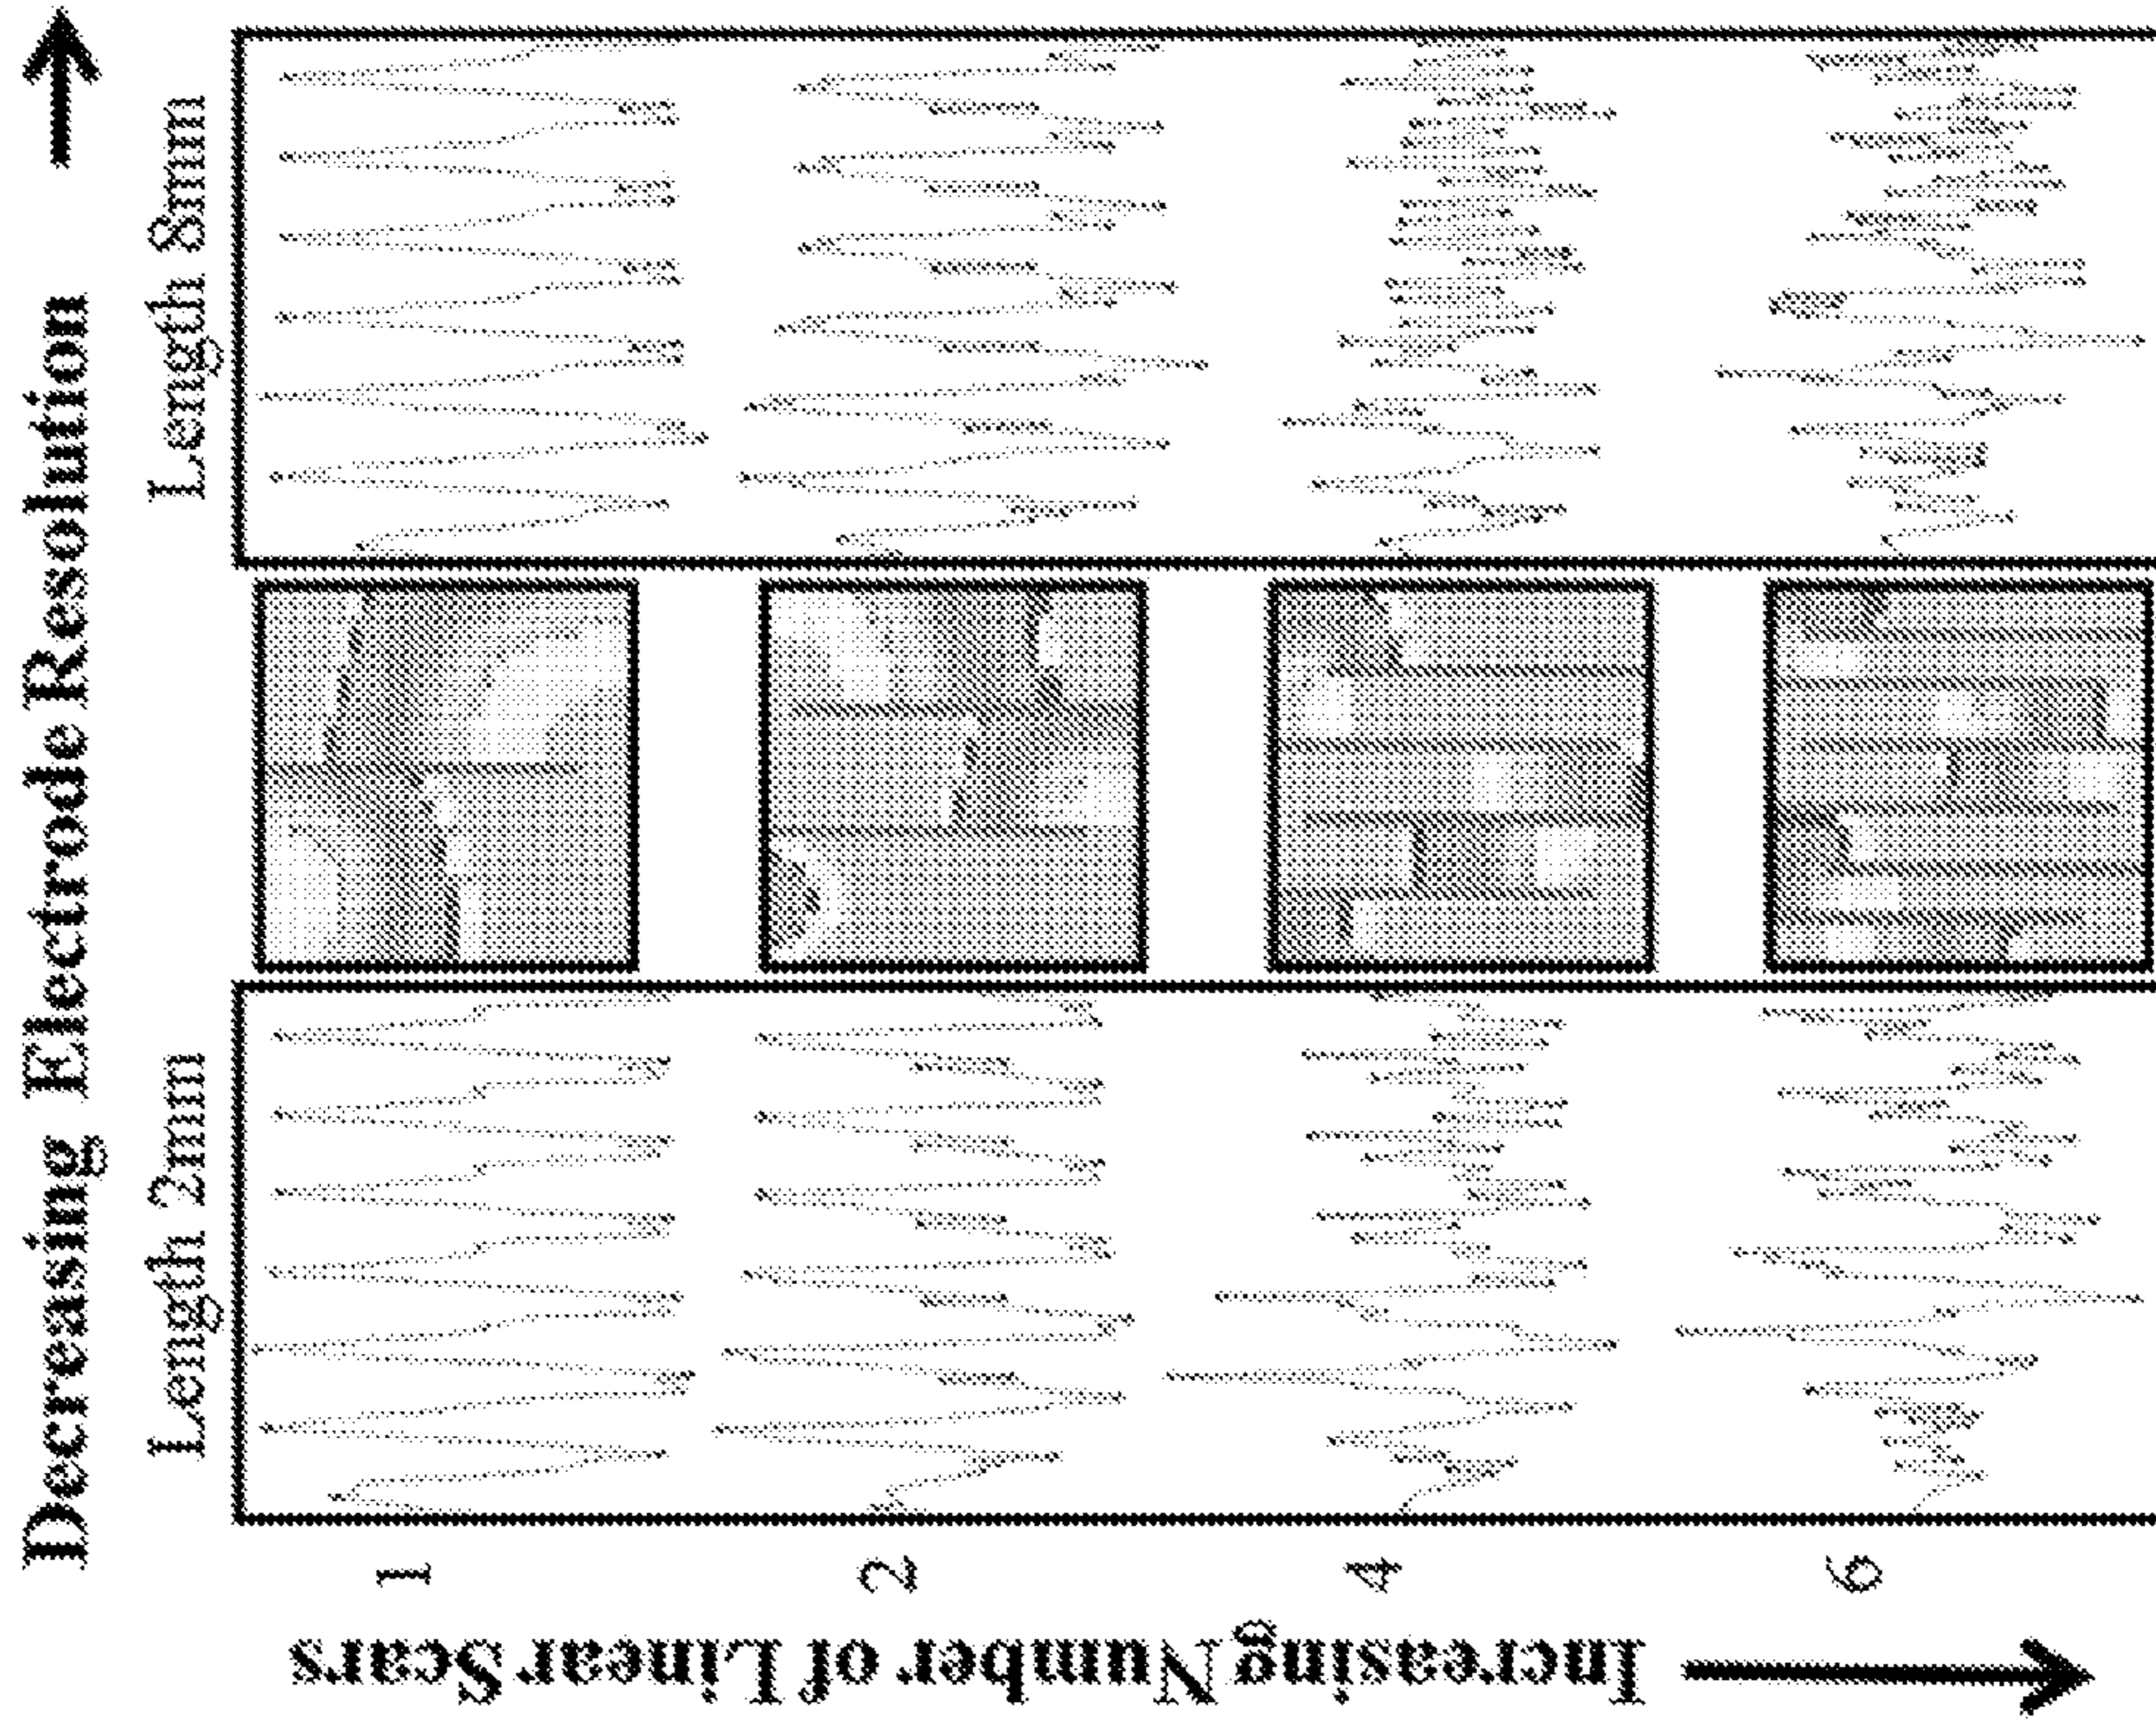 Decreasing Electrode Resolution
Length 2mm
Length 8mm
Increasing Number of Linear Scars
1
2
4
6